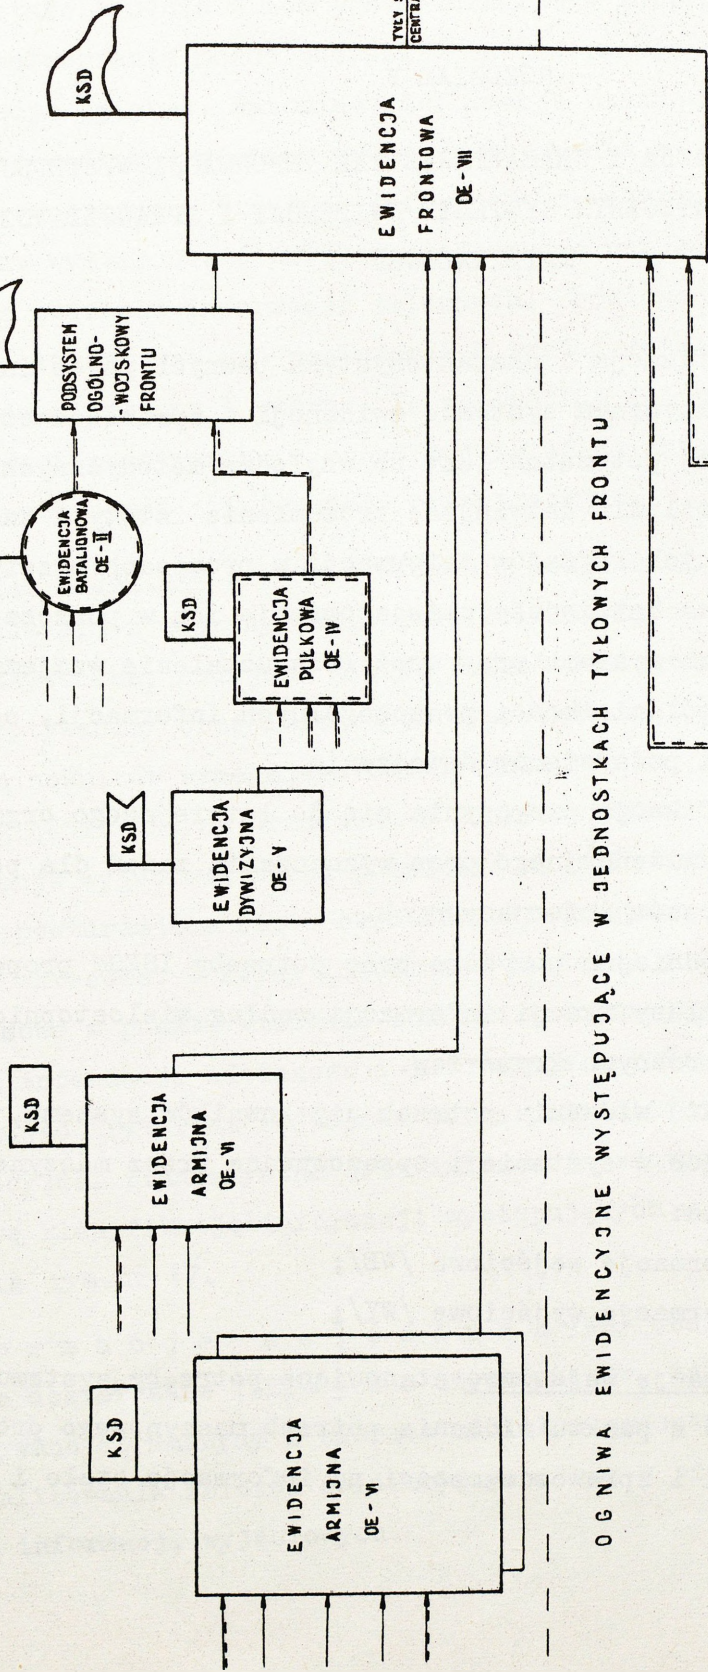 TYŁY
CENTRA
KSD
EWIDENCJA
FRONTOWA
OE-VII
PODSYSTEM
OGÓLNO-
-WOJSKOWY
FRONTU
EWIDENCJA
BATALIONOWA
OE-II
KSD
EWIDENCJA
PUŁKOWA
OE-IV
KSD
EWIDENCJA
DYWIZYJNA
OE-V
KSD
EWIDENCJA
ARMIJNA
OE-VI
KSD
EWIDENCJA
ARMIJNA
OE-VI
OGNIWA EWIDENCYJNE WYSTĘPUJĄCE W JEDNOSTKACH TYŁOWYCH FRONTU